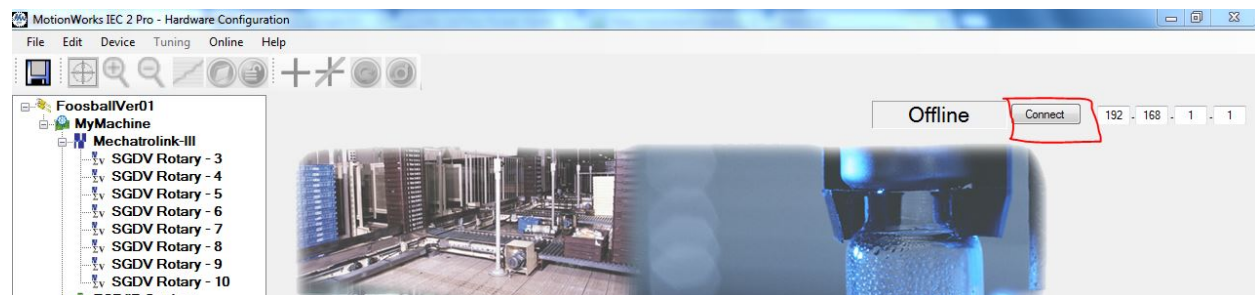 MotionWorks IEC 2 Pro - Hardware Configuration
File Edit Device Tuning Online Help
FoosballVer01
Offline Connect 192 . 168 . 1 . 1
MyMachine
Mechatrolink-III
SGDV Rotary - 3
SGDV Rotary - 4
SGDV Rotary - 5
SGDV Rotary - 6
SGDV Rotary - 7
SGDV Rotary - 8
SGDV Rotary - 9
SGDV Rotary - 10